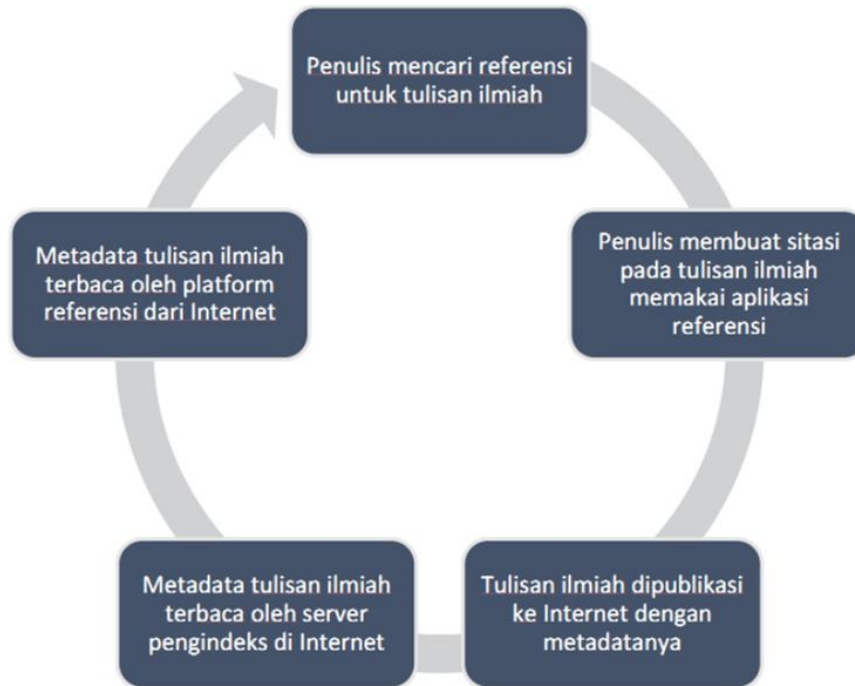 Penulis mencari referensi
untuk tulisan ilmiah
Penulis membuat sitasi
pada tulisan ilmiah
memakai aplikasi
referensi
Tulisan ilmiah dipublikasi
ke Internet dengan
metadatanya
Metadata tulisan ilmiah
terbaca oleh server
pengindeks di Internet
Metadata tulisan ilmiah
terbaca oleh platform
referensi dari Internet